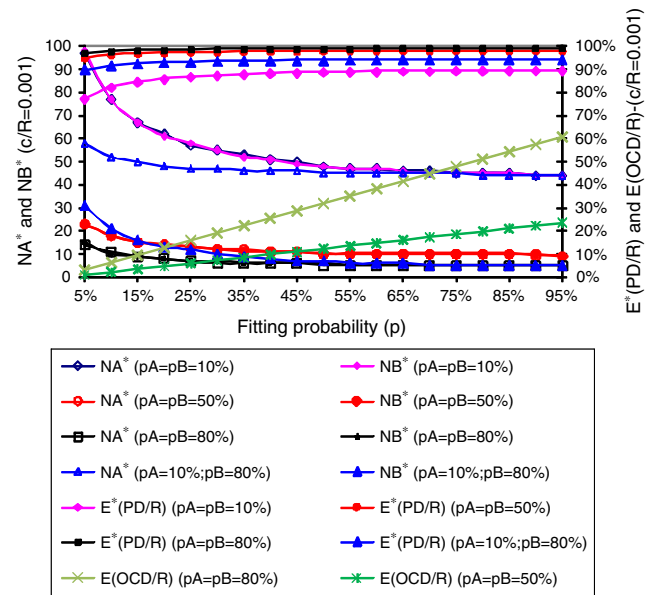 NA* and NB* (c/R=0.001)
100
90
80
70
60
50
40
30
20
10
0
100%
90%
80%
70%
60%
50%
40%
30%
20%
10%
0%
E*(PD/R) and E(OCD/R)-(c/R=0.001)
5% 15% 25% 35% 45% 55% 65% 75% 85% 95%
Fitting probability (p)
NA* (pA=pB=10%) NB* (pA=pB=10%)
NA* (pA=pB=50%) NB* (pA=pB=50%)
NA* (pA=pB=80%) NB* (pA=pB=80%)
NA* (pA=10%;pB=80%) NB* (pA=10%;pB=80%)
E*(PD/R) (pA=pB=10%) E*(PD/R) (pA=pB=50%)
E*(PD/R) (pA=pB=80%) E*(PD/R) (pA=10%;pB=80%)
E(OCD/R) (pA=pB=80%) E(OCD/R) (pA=pB=50%)